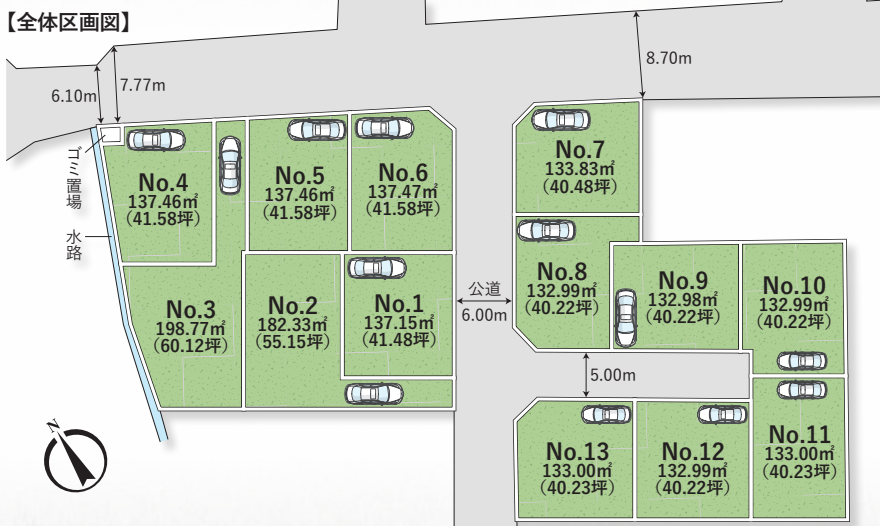 【全体区画図】
8.70m
7.77m
6.10m
ゴミ置場
水路
No.4
137.46㎡
（41.58坪）
No.5
137.46㎡
（41.58坪）
No.6
137.47㎡
（41.58坪）
No.7
133.83㎡
（40.48坪）
No.3
198.77㎡
（60.12坪）
No.2
182.33㎡
（55.15坪）
No.1
137.15㎡
（41.48坪）
公道
6.00m
No.8
132.99㎡
（40.22坪）
No.9
132.98㎡
（40.22坪）
No.10
132.99㎡
（40.22坪）
5.00m
No.13
133.00㎡
（40.23坪）
No.12
132.99㎡
（40.22坪）
No.11
133.00㎡
（40.23坪）
N